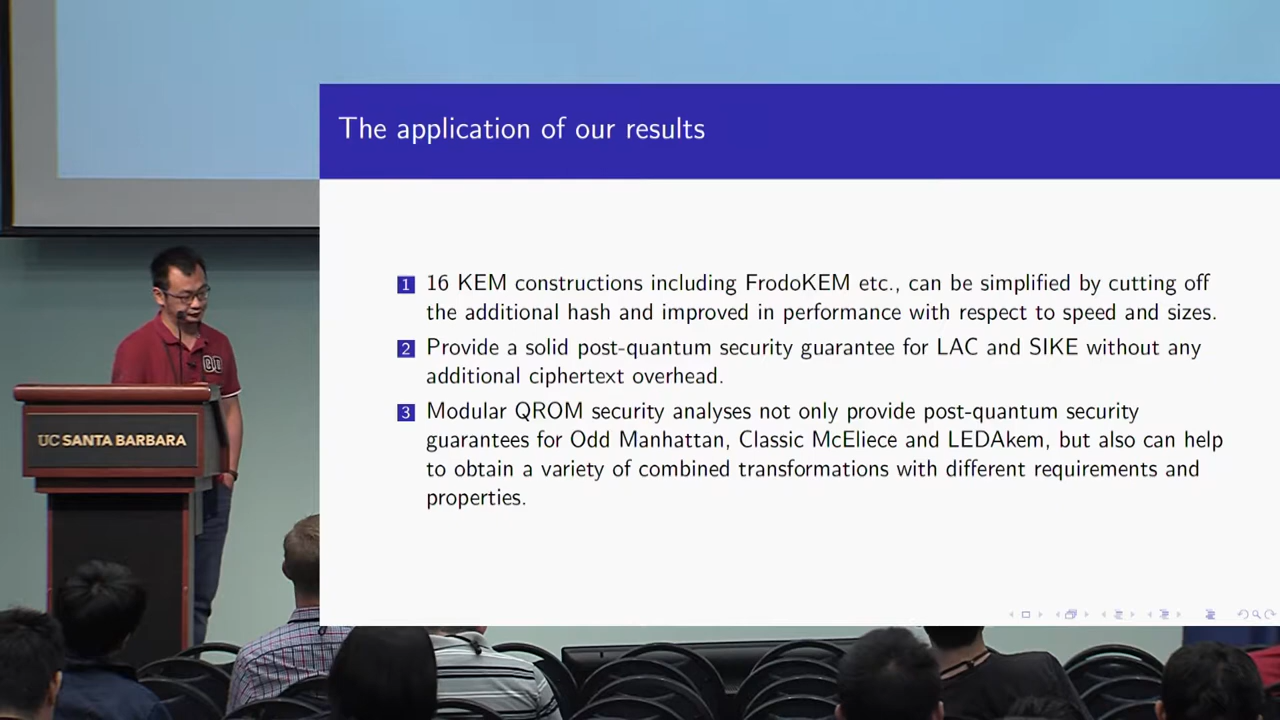 The application of our results
1 16 KEM constructions including FrodoKEM etc., can be simplified by cutting off
the additional hash and improved in performance with respect to speed and sizes.
2 Provide a solid post-quantum security guarantee for LAC and SIKE without any
additional ciphertext overhead.
3 Modular QROM security analyses not only provide post-quantum security
guarantees for Odd Manhattan, Classic McEliece and LEDAkem, but also can help
to obtain a variety of combined transformations with different requirements and
properties.
UC SANTA BARBARA